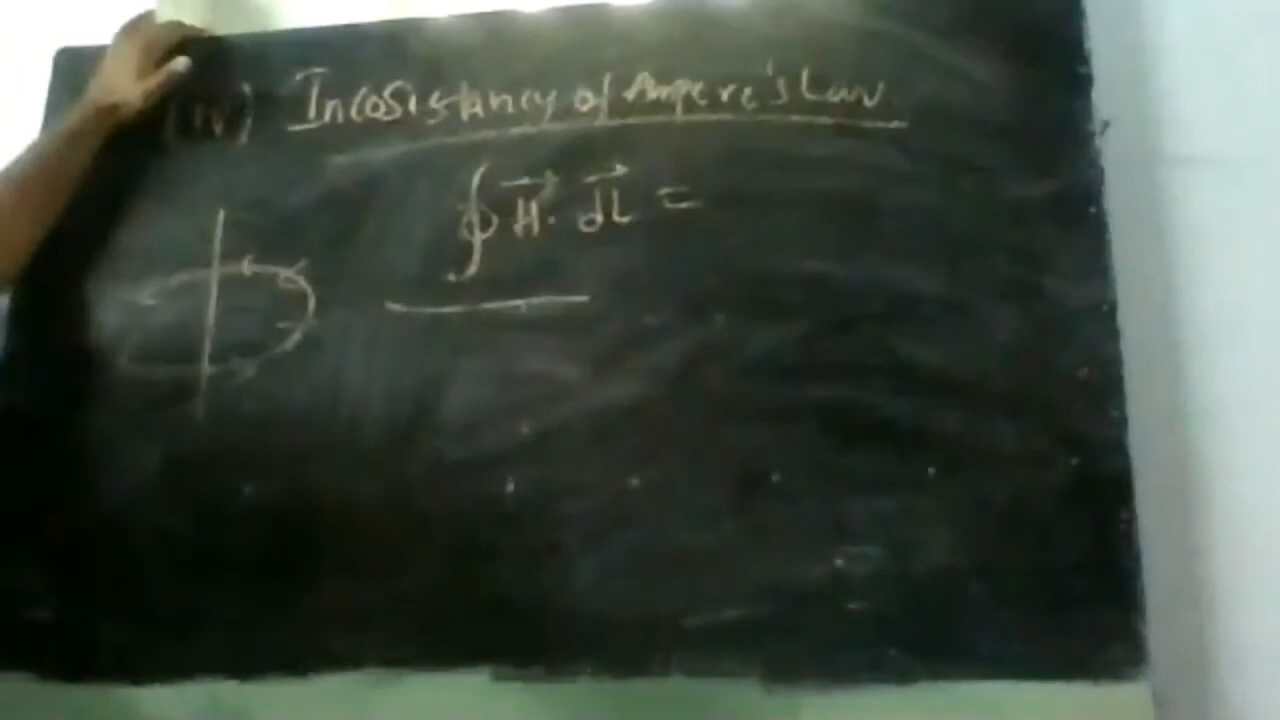 (iv) Incosistancy of Ampere's Law.
∮ H⃗. dL⃗ =